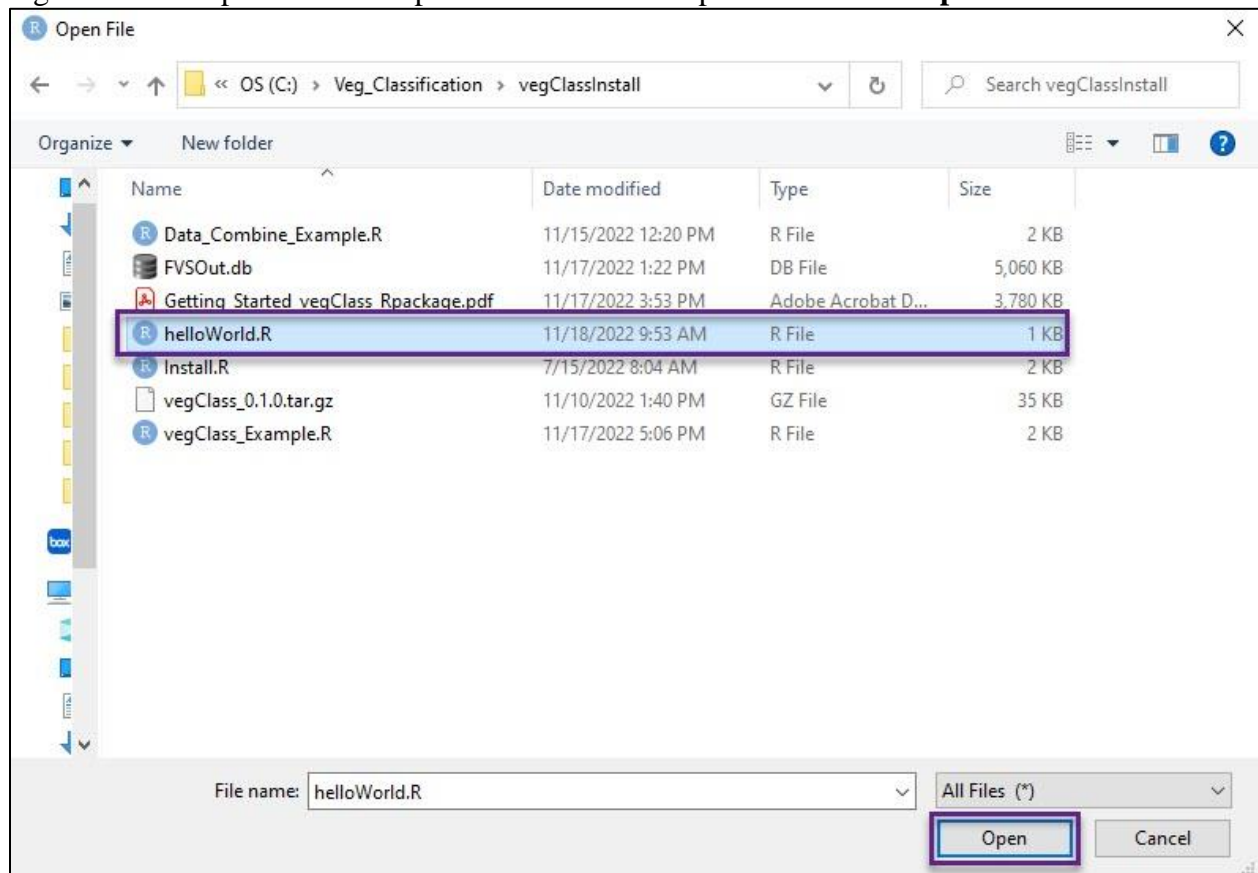 Open File
« OS (C:) > Veg_Classification > vegClassInstall
Search vegClassInstall
Organize
New folder
Name Date modified Type Size
Data_Combine_Example.R 11/15/2022 12:20 PM R File 2 KB
FVSOut.db 11/17/2022 1:22 PM DB File 5,060 KB
Getting_Started_vegClass_Rpackage.pdf 11/17/2022 3:53 PM Adobe Acrobat D... 3,780 KB
helloWorld.R 11/18/2022 9:53 AM R File 1 KB
Install.R 7/15/2022 8:04 AM R File 2 KB
vegClass_0.1.0.tar.gz 11/10/2022 1:40 PM GZ File 35 KB
vegClass_Example.R 11/17/2022 5:06 PM R File 2 KB
box
File name: helloWorld.R All Files (*)
Open Cancel